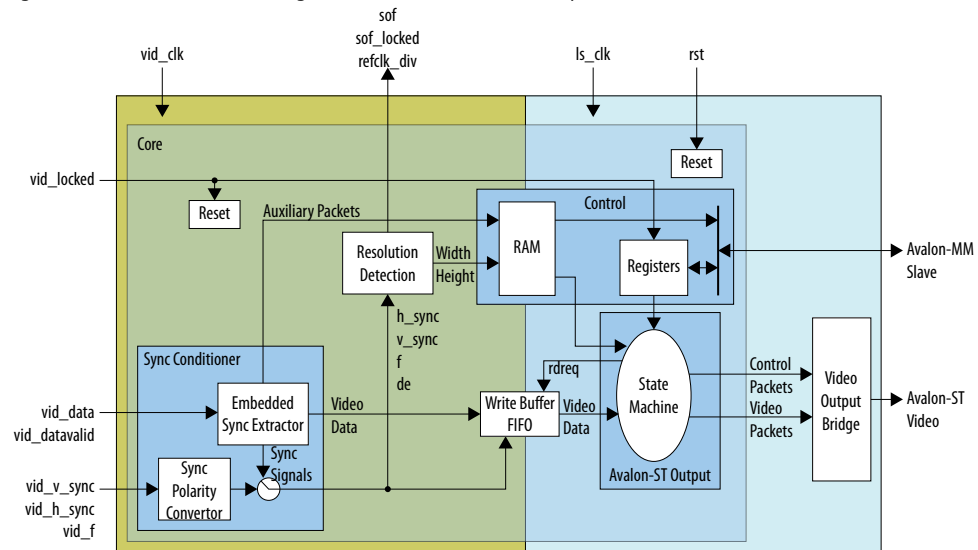 sof
sof_locked
refclk_div
vid_clk
ls_clk
rst
Core
Reset
vid_locked
Reset
Auxiliary Packets
Control
RAM
Registers
Avalon-MM
Slave
Resolution
Detection
Width
Height
h_sync
v_sync
f
de
Sync Conditioner
rdreq
State
Machine
Control
Packets
Video
Packets
Video
Output
Bridge
Avalon-ST
Video
vid_data
vid_datavalid
Embedded
Sync Extractor
Video
Data
Write Buffer
FIFO
Video
Data
Sync
Signals
Sync
Polarity
Convertor
Avalon-ST Output
vid_v_sync
vid_h_sync
vid_f